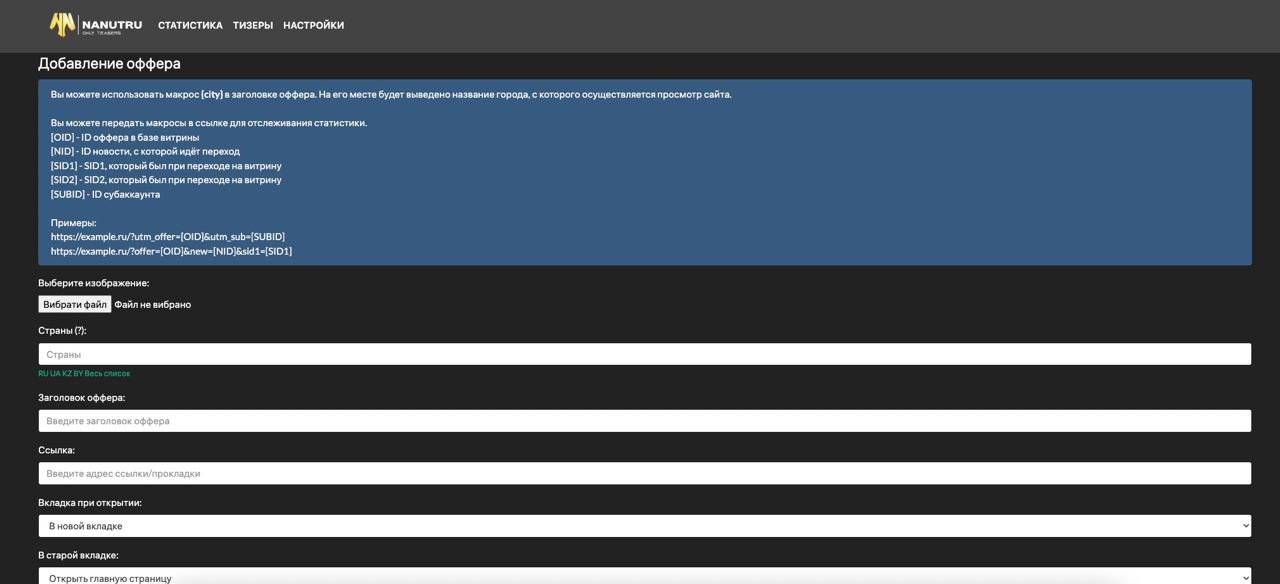 NANUTRU
ONLY TEASERS
СТАТИСТИКА ТИЗЕРЫ НАСТРОЙКИ
Добавление оффера
Вы можете использовать макрос {city} в заголовке оффера. На его месте будет выведено название города, с которого осуществляется просмотр сайта.
Вы можете передать макросы в ссылке для отслеживания статистики.
[OID] - ID оффера в базе витрины
[NID] - ID новости, с которой идёт переход
[SID1] - SID1, который был при переходе на витрину
[SID2] - SID2, который был при переходе на витрину
[SUBID] - ID субаккаунта
Примеры:
https://example.ru/?utm_offer=[OID]&utm_sub=[SUBID]
https://example.ru/?offer=[OID]&new=[NID]&sid1=[SID1]
Выберите изображение:
Вибрати файл Файл не вибрано
Страны (?):
Страны
RU UA KZ BY Весь список
Заголовок оффера:
Введите заголовок оффера
Ссылка:
Введите адрес ссылки/прокладки
Вкладка при открытии:
В новой вкладке
В старой вкладке:
Открыть главную страницу